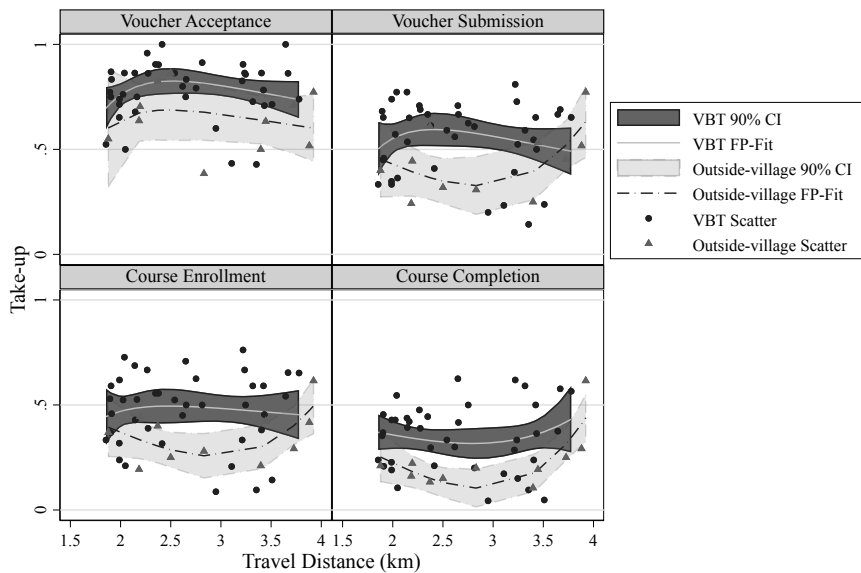 Voucher Acceptance
Voucher Submission
1
.5
0
Course Enrollment
Course Completion
1
.5
0
Take-up
1.5 2 2.5 3 3.5 4 1.5 2 2.5 3 3.5 4
Travel Distance (km)
VBT 90% CI
VBT FP-Fit
Outside-village 90% CI
Outside-village FP-Fit
VBT Scatter
Outside-village Scatter